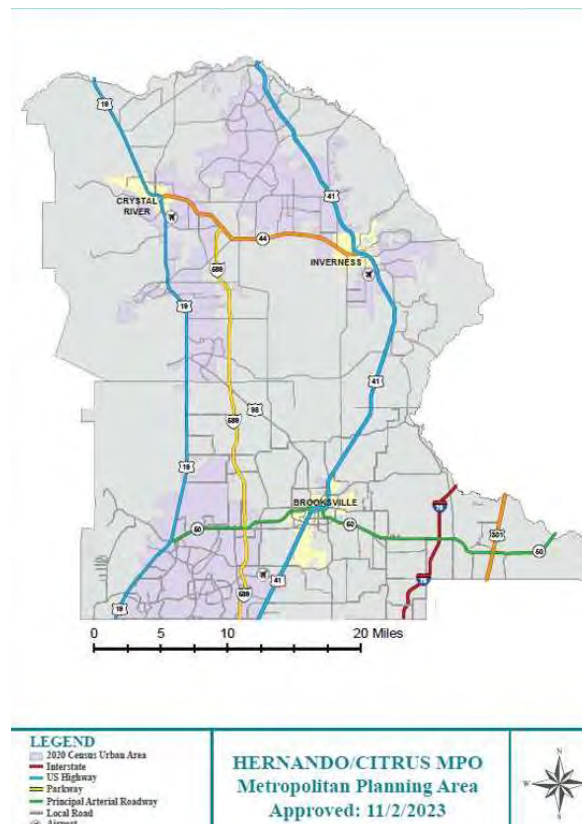 19
41
CRYSTAL
RIVER
44
INVERNESS
589
19
41
98
589
19
BROOKSVILLE
50
50
75
301
50
41
75
19
589
0 5 10 20 Miles
LEGEND
2020 Census Urban Area
Interstate
US Highway
Parkway
Principal Arterial Roadway
Local Road
Airport
HERNANDO/CITRUS MPO
Metropolitan Planning Area
Approved: 11/2/2023
N
W
E
S